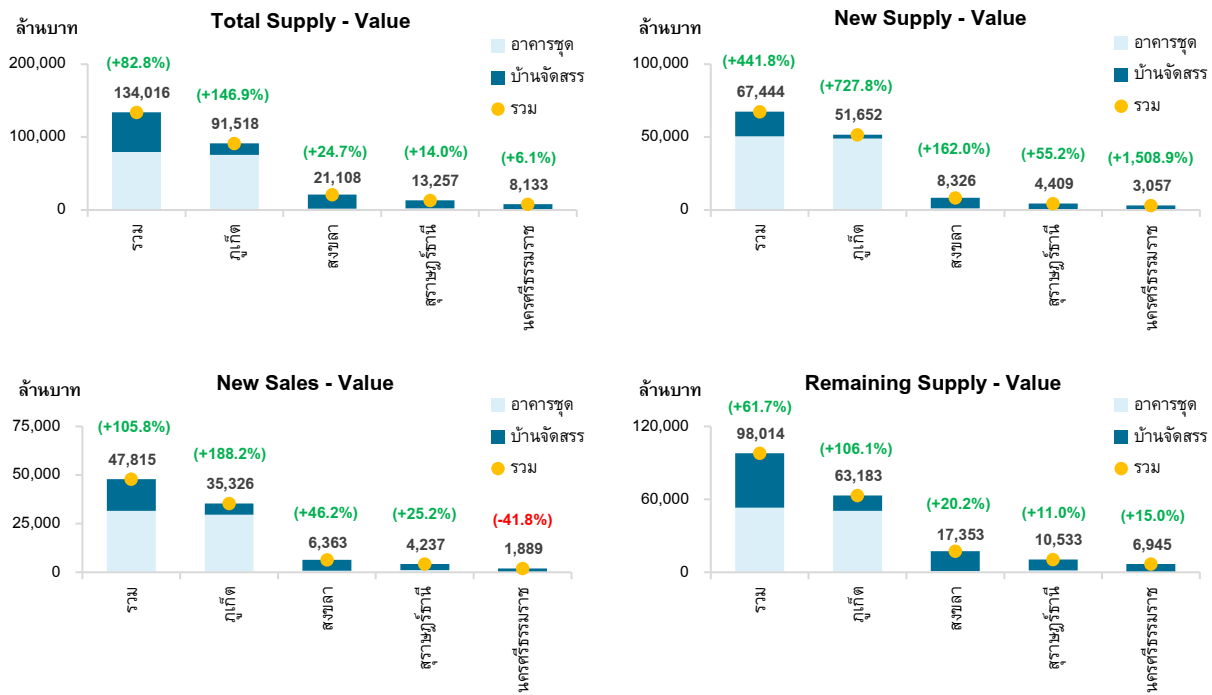 Total Supply - Value
ล้านบาท
อาคารชุด
บ้านจัดสรร
รวม
200,000
100,000
0
(+82.8%)
134,016
(+146.9%)
91,518
(+24.7%)
21,108
(+14.0%)
13,257
(+6.1%)
8,133
รวม
ภูเก็ต
สงขลา
สุราษฎร์ธานี
นครศรีธรรมราช
New Supply - Value
ล้านบาท
อาคารชุด
บ้านจัดสรร
รวม
100,000
50,000
0
(+441.8%)
67,444
(+727.8%)
51,652
(+162.0%)
8,326
(+55.2%)
4,409
(+1,508.9%)
3,057
รวม
ภูเก็ต
สงขลา
สุราษฎร์ธานี
นครศรีธรรมราช
New Sales - Value
ล้านบาท
อาคารชุด
บ้านจัดสรร
รวม
75,000
50,000
25,000
0
(+105.8%)
47,815
(+188.2%)
35,326
(+46.2%)
6,363
(+25.2%)
4,237
(-41.8%)
1,889
รวม
ภูเก็ต
สงขลา
สุราษฎร์ธานี
นครศรีธรรมราช
Remaining Supply - Value
ล้านบาท
อาคารชุด
บ้านจัดสรร
รวม
120,000
60,000
0
(+61.7%)
98,014
(+106.1%)
63,183
(+20.2%)
17,353
(+11.0%)
10,533
(+15.0%)
6,945
รวม
ภูเก็ต
สงขลา
สุราษฎร์ธานี
นครศรีธรรมราช